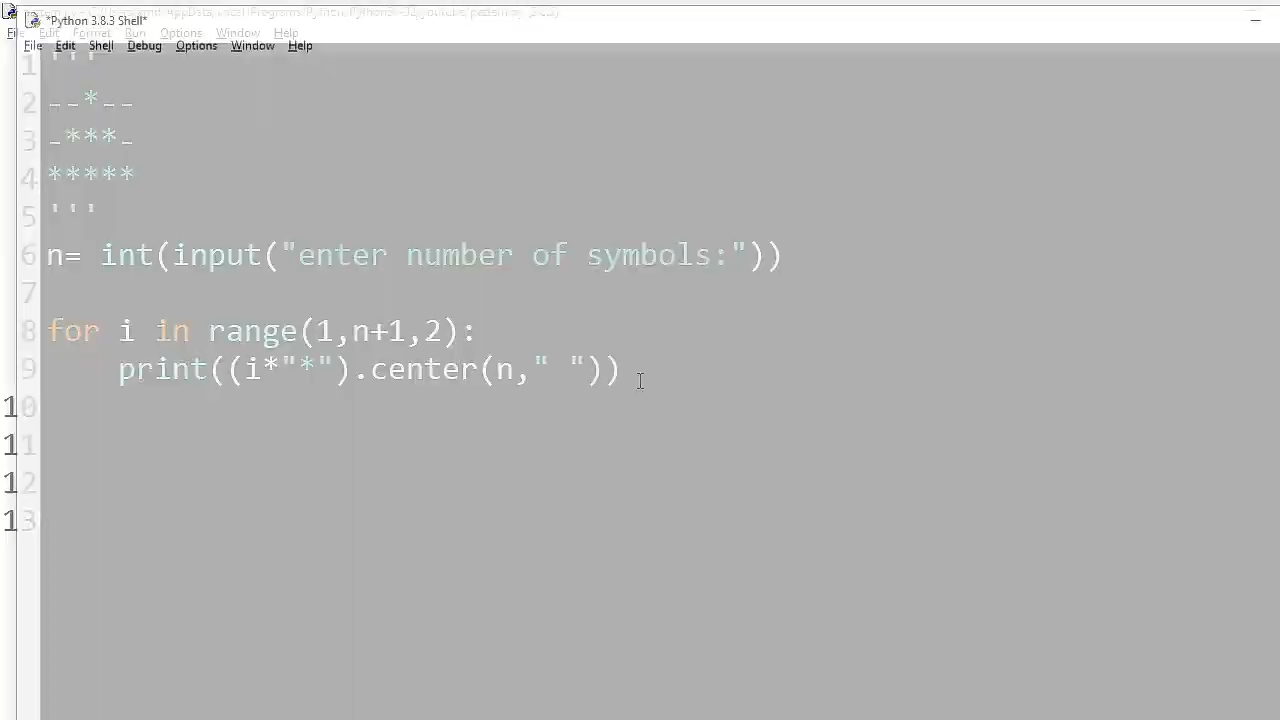 *Python 3.8.3 Shell*
File Edit Format Run Options Window Help
File Edit Shell Debug Options Window Help
1 '''
2 --*--
3 -***-
4 *****
5 '''
6 n= int(input("enter number of symbols:"))
7
8 for i in range(1,n+1,2):
9     print((i*"*").center(n," "))
10
11
12
13